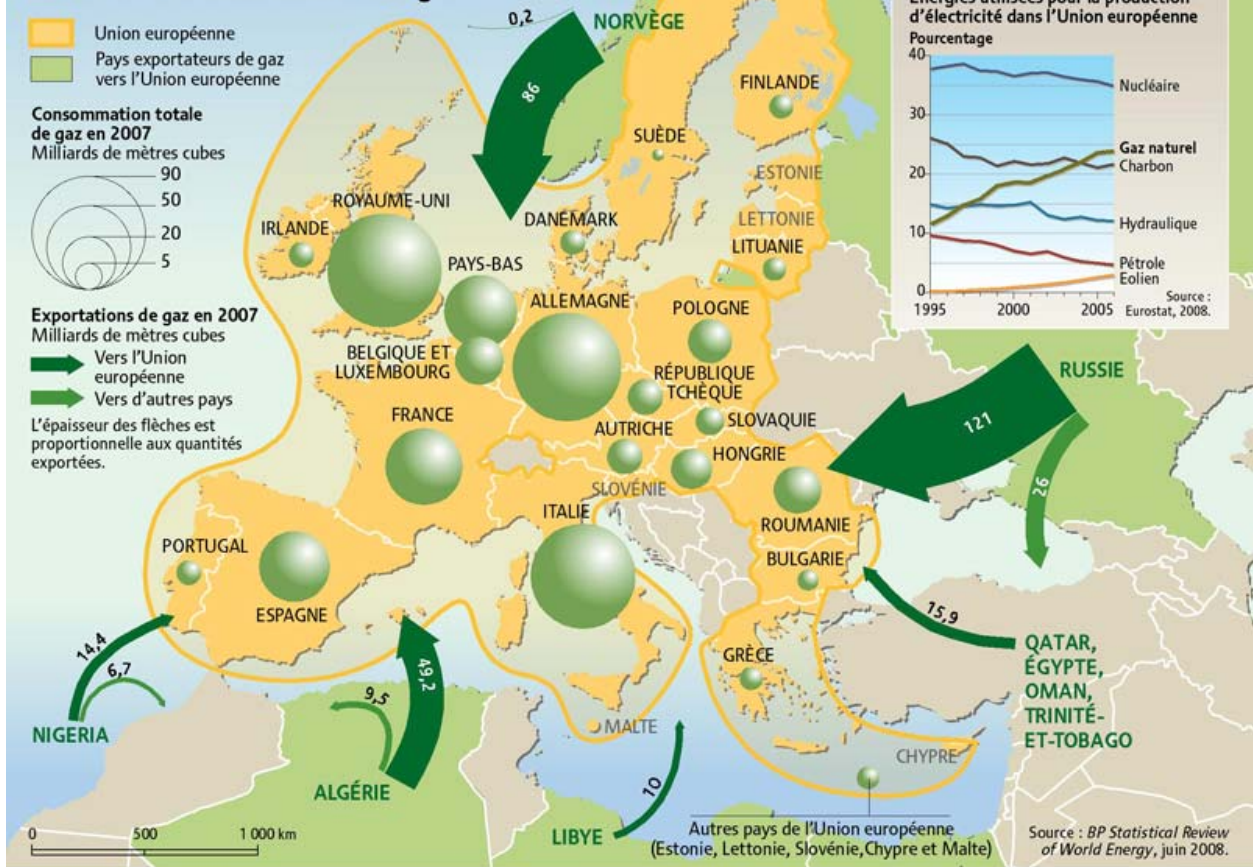 Union européenne
Pays exportateurs de gaz
vers l'Union européenne
Consommation totale
de gaz en 2007
Milliards de mètres cubes
90
50
20
5
Exportations de gaz en 2007
Milliards de mètres cubes
Vers l'Union
européenne
Vers d'autres pays
L'épaisseur des flèches est
proportionnelle aux quantités
exportées.
0,2
NORVÈGE
86
FINLANDE
SUÈDE
ESTONIE
LETTONIE
LITUANIE
ROYAUME-UNI
IRLANDE
DANEMARK
PAYS-BAS
ALLEMAGNE
POLOGNE
BELGIQUE ET
LUXEMBOURG
RÉPUBLIQUE
TCHÈQUE
FRANCE
AUTRICHE
SLOVAQUIE
HONGRIE
SLOVÉNIE
ITALIE
ROUMANIE
BULGARIE
PORTUGAL
ESPAGNE
GRÈCE
MALTE
CHYPRE
Énergies utilisées pour la production
d'électricité dans l'Union européenne
Pourcentage
40
30
20
10
0
1995
2000
2005
Nucléaire
Gaz naturel
Charbon
Hydraulique
Pétrole
Eolien
Source :
Eurostat, 2008.
RUSSIE
121
26
15,9
QATAR,
ÉGYPTE,
OMAN,
TRINITÉ-
ET-TOBAGO
14,4
6,7
NIGERIA
9,5
49,2
ALGÉRIE
10
LIBYE
Autres pays de l'Union européenne
(Estonie, Lettonie, Slovénie,Chypre et Malte)
0
500
1 000 km
Source : BP Statistical Review
of World Energy, juin 2008.